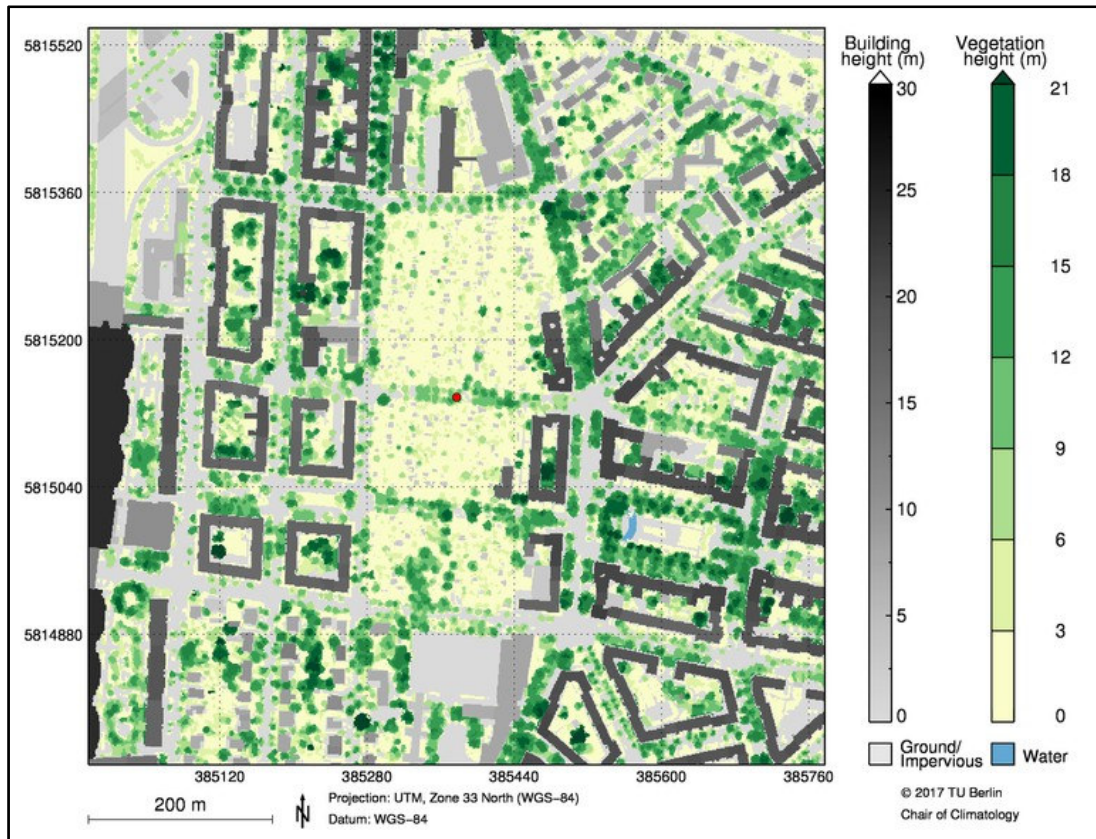 Building
height (m)
Vegetation
height (m)
5815520
5815360
5815200
5815040
5814880
385120
385280
385440
385600
385760
30
25
20
15
10
5
0
21
18
15
12
9
6
3
0
Ground/
Impervious
Water
200 m
N
Projection: UTM, Zone 33 North (WGS-84)
Datum: WGS-84
© 2017 TU Berlin
Chair of Climatology